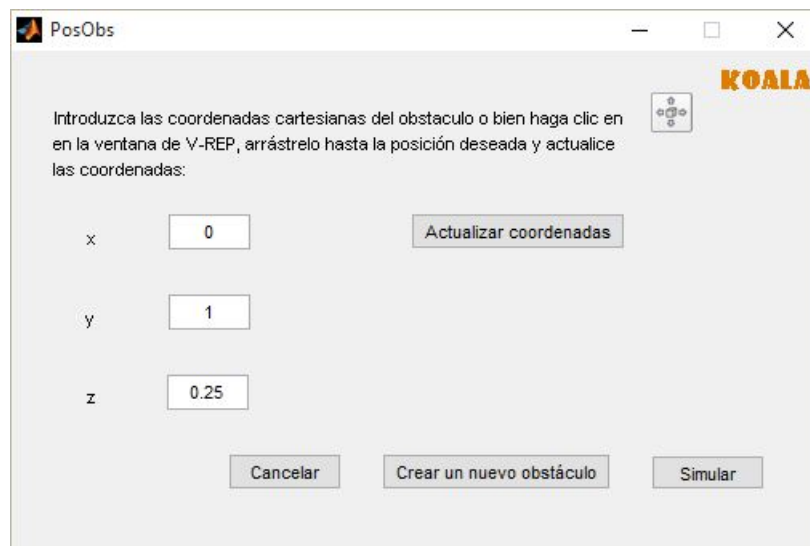 PosObs
KOALA
Introduzca las coordenadas cartesianas del obstaculo o bien haga clic en
en la ventana de V-REP, arrástrelo hasta la posición deseada y actualice
las coordenadas:
x 0 Actualizar coordenadas
y 1
z 0.25
Cancelar Crear un nuevo obstáculo Simular